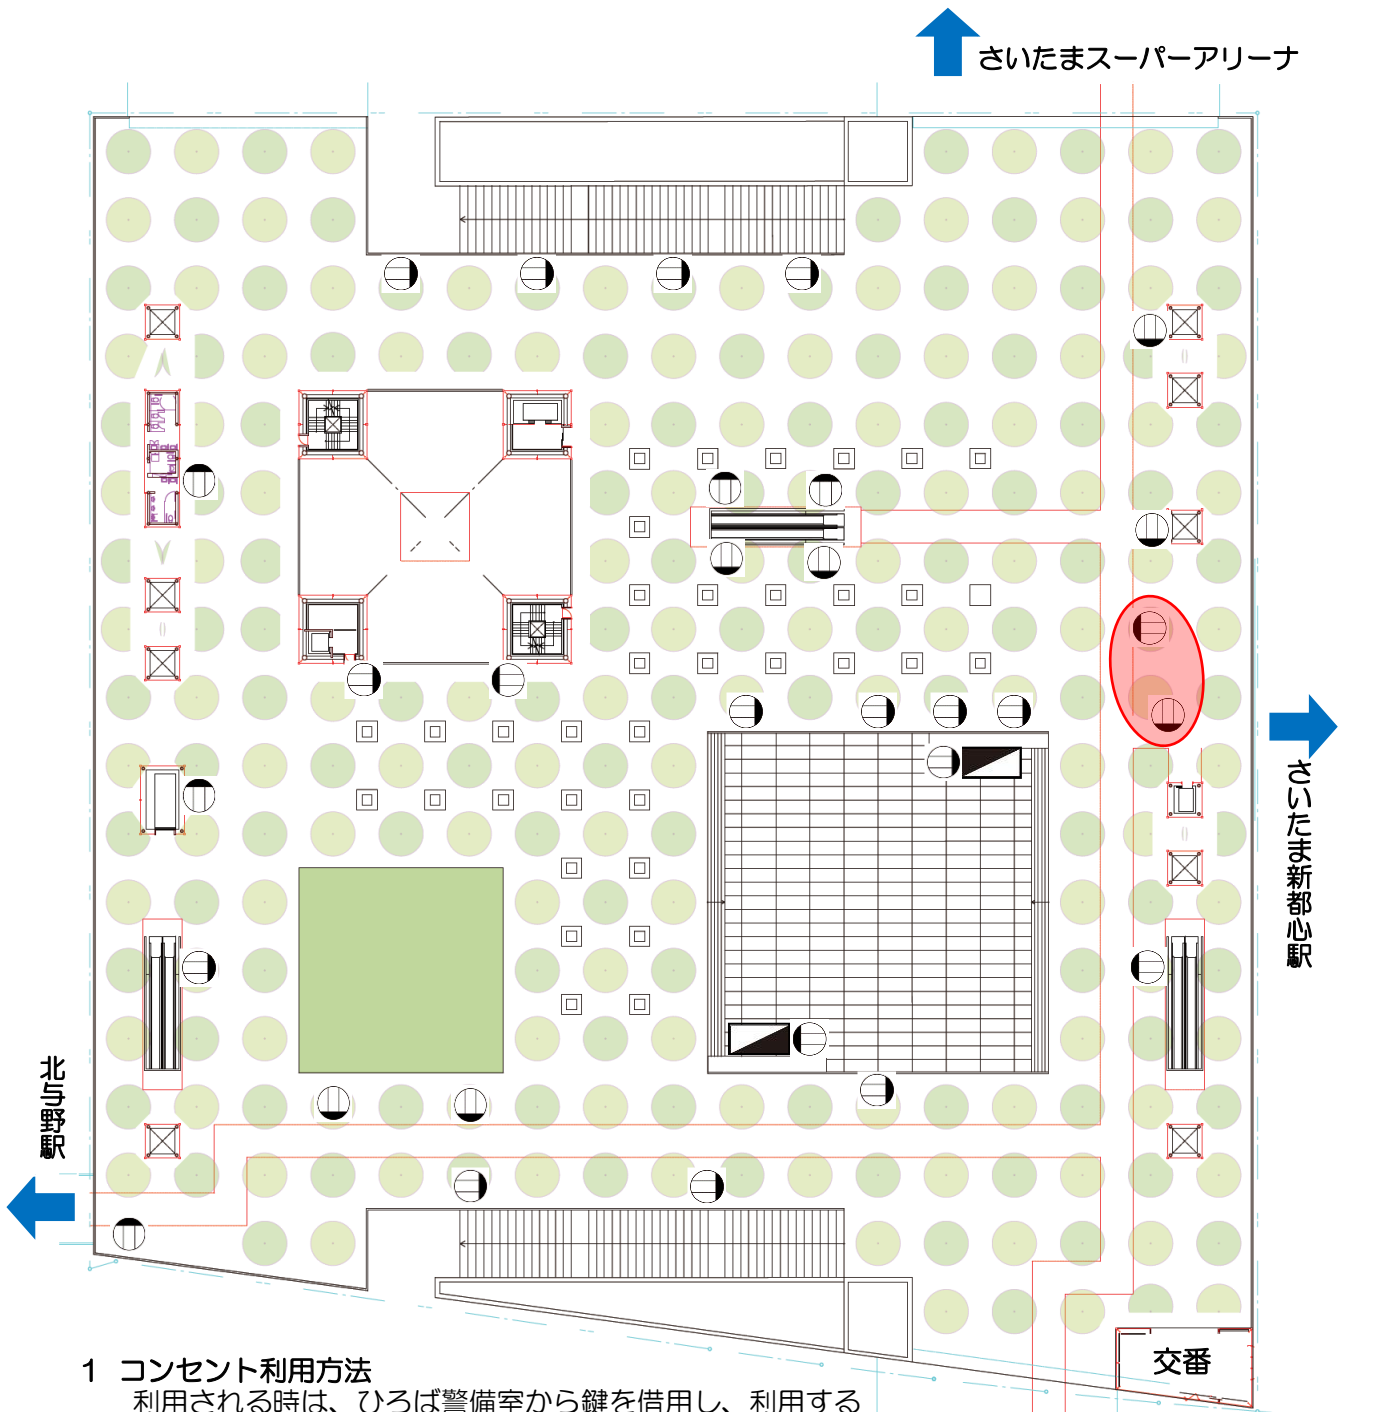 さいたまスーパーアリーナ
さいたま新都心駅
北与野駅
交番
1 コンセント利用方法
利用される時は、ひろば警備室から鍵を借用し、利用する